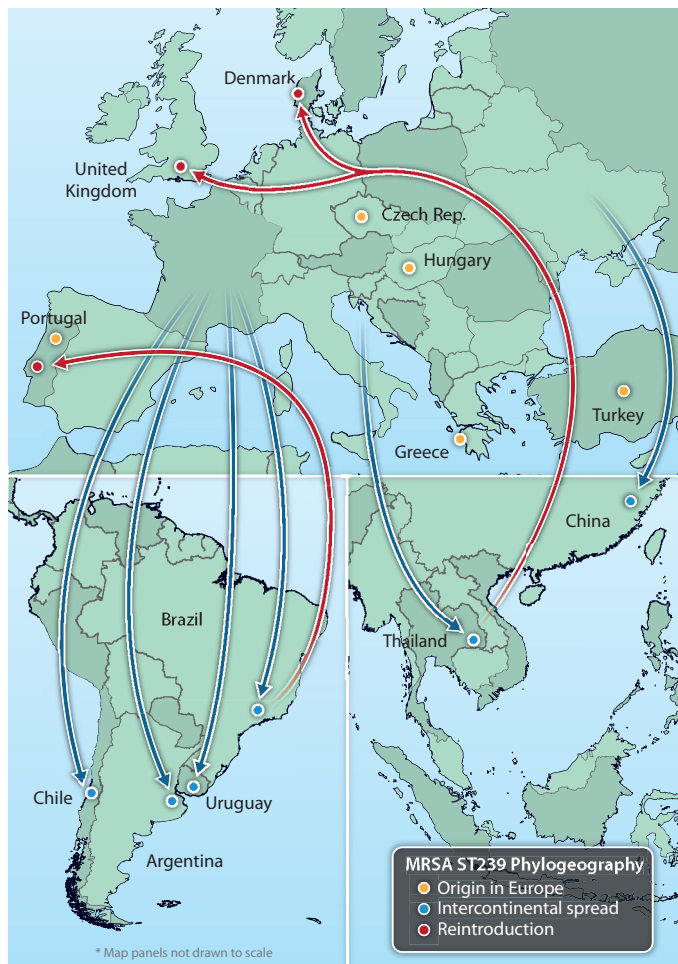 Denmark
United
Kingdom
Czech Rep.
Hungary
Portugal
Turkey
Greece
China
Brazil
Thailand
Chile
Uruguay
Argentina
MRSA ST239 Phylogeography
Origin in Europe
Intercontinental spread
Reintroduction
* Map panels not drawn to scale